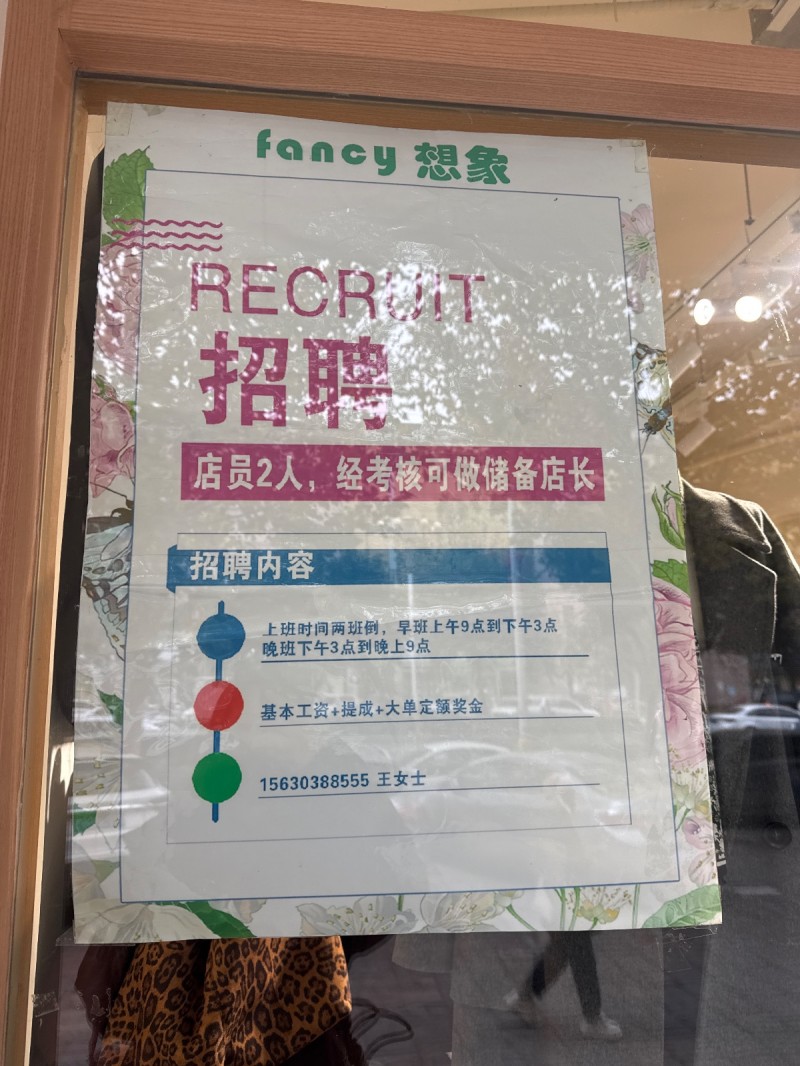 fancy 想象
RECRUIT
招聘
店员2人，经考核可做储备店长
招聘内容
上班时间两班倒，早班上午9点到下午3点
晚班下午3点到晚上9点
基本工资+提成+大单定额奖金
15630388555 王女士